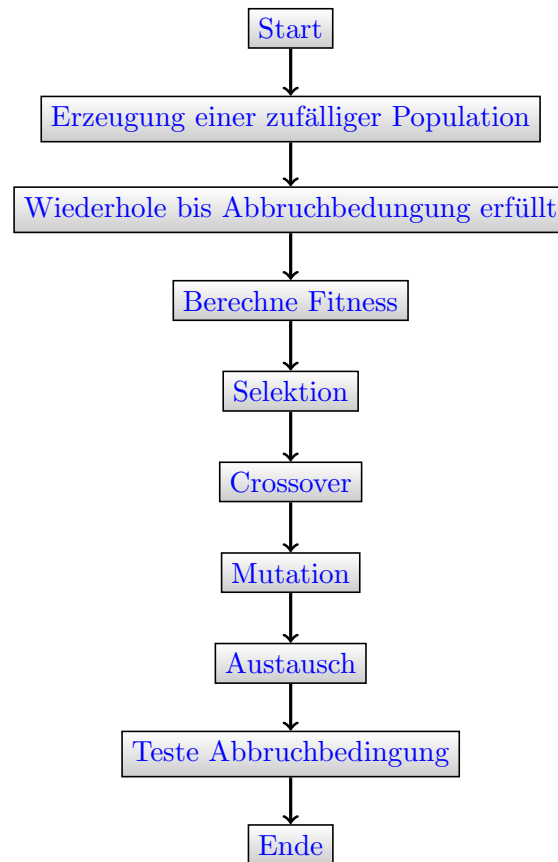 Start
Erzeugung einer zufälliger Population
Wiederhole bis Abbruchbedungung erfüllt
Berechne Fitness
Selektion
Crossover
Mutation
Austausch
Teste Abbruchbedingung
Ende